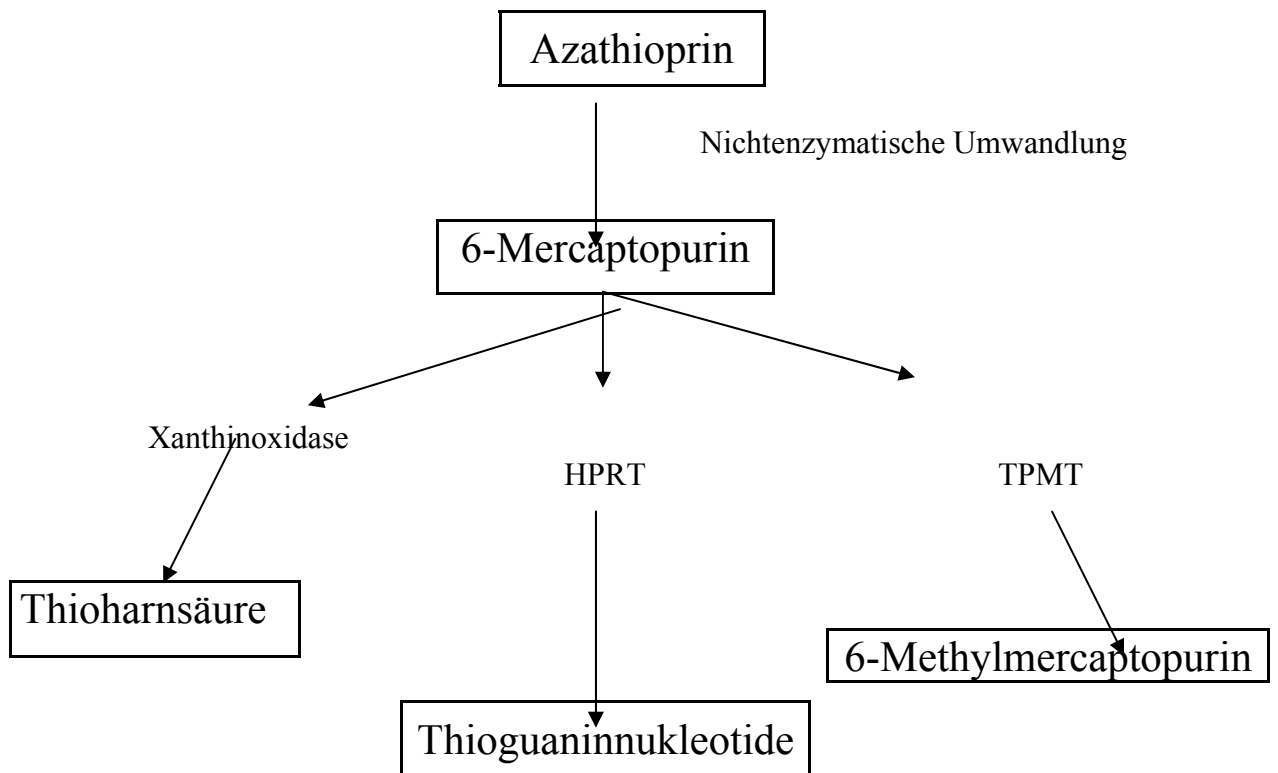 Azathioprin
Nichtenzymatische Umwandlung
6-Mercaptopurin
Xanthinoxidase
HPRT
TPMT
Thioharnsäure
6-Methylmercaptopurin
Thioguaninnukleotide